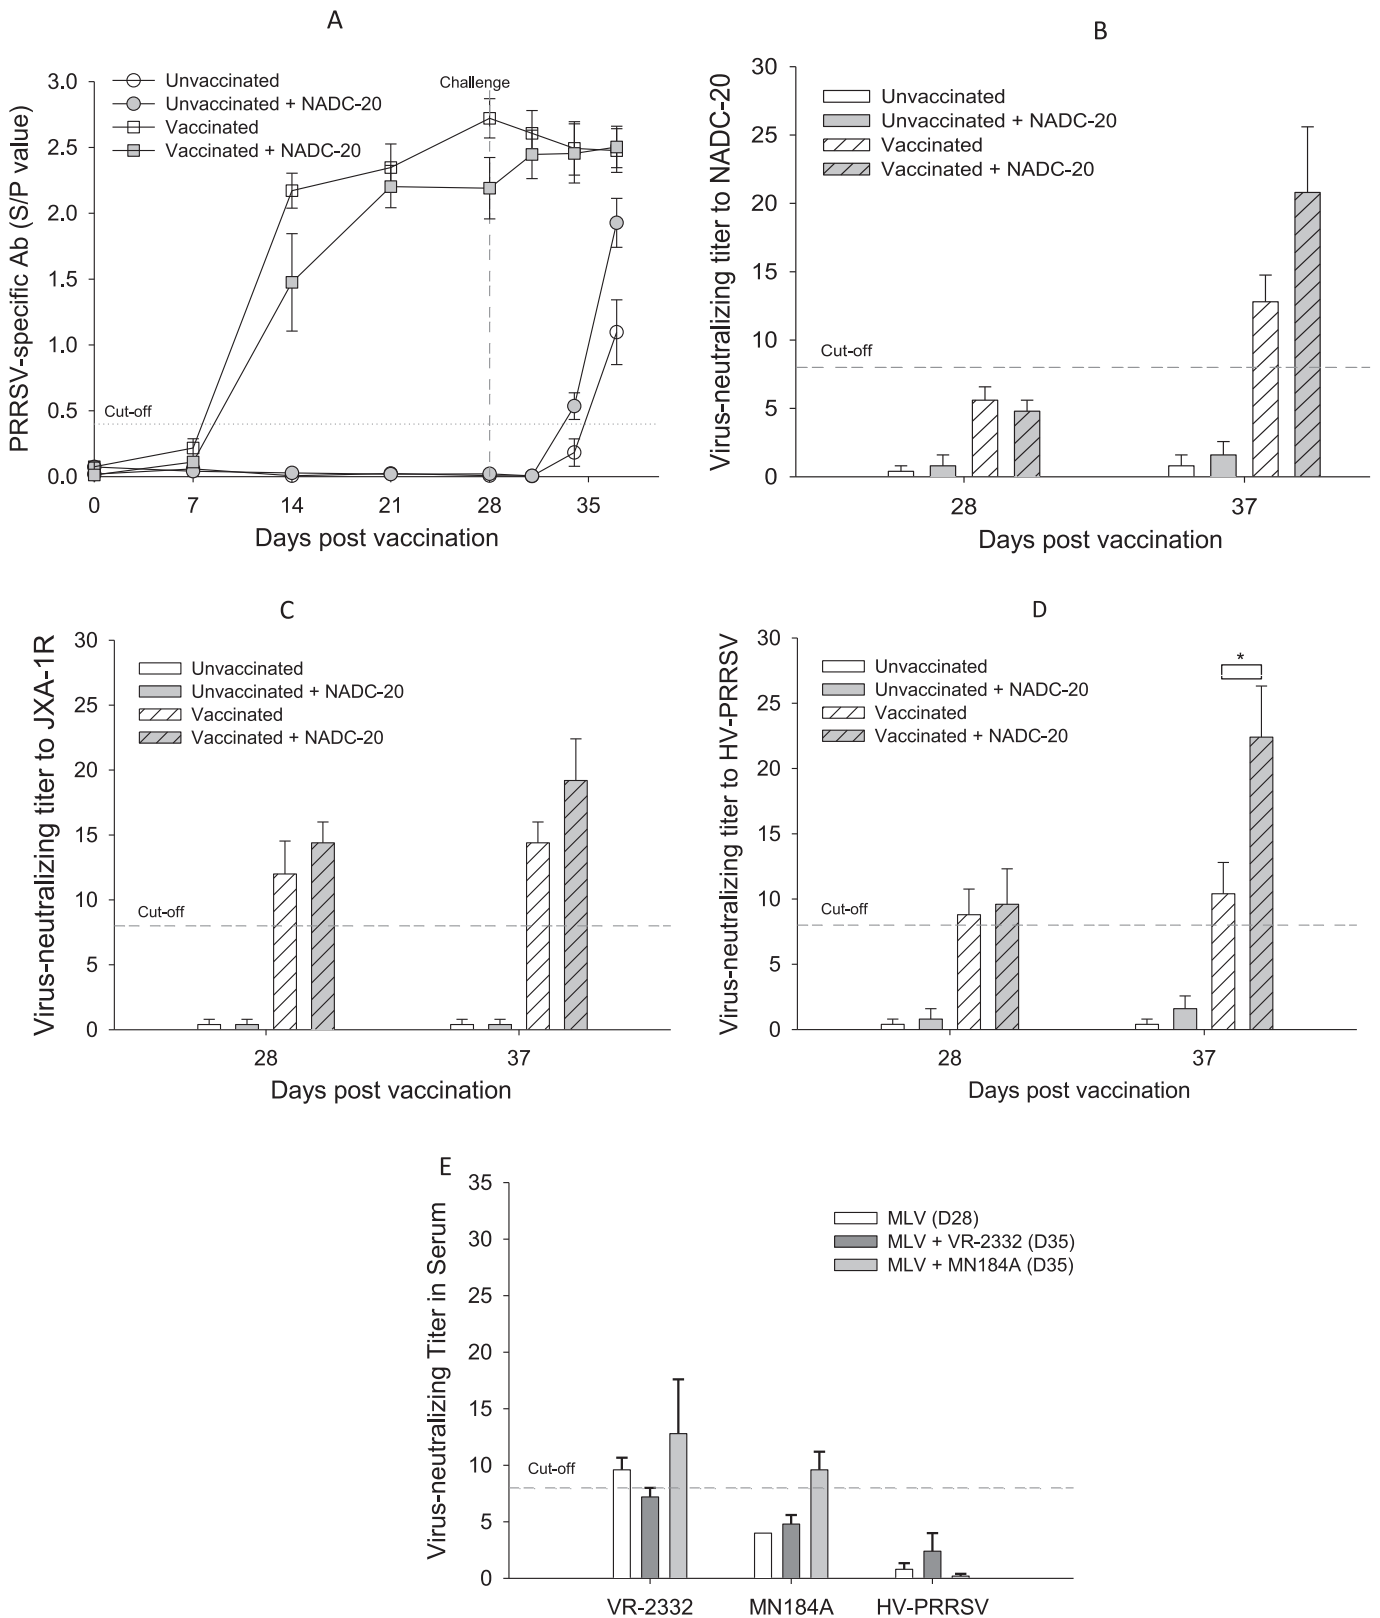 A
PRRSV-specific Ab (S/P value)
3.0
2.5
2.0
1.5
1.0
0.5
0.0
Unvaccinated
Unvaccinated + NADC-20
Vaccinated
Vaccinated + NADC-20
Challenge
Cut-off
0 7 14 21 28 35
Days post vaccination
B
Virus-neutralizing titer to NADC-20
30
25
20
15
10
5
0
Unvaccinated
Unvaccinated + NADC-20
Vaccinated
Vaccinated + NADC-20
Cut-off
28 37
Days post vaccination
C
Virus-neutralizing titer to JXA-1R
30
25
20
15
10
5
0
Unvaccinated
Unvaccinated + NADC-20
Vaccinated
Vaccinated + NADC-20
Cut-off
28 37
Days post vaccination
D
Virus-neutralizing titer to HV-PRRSV
30
25
20
15
10
5
0
Unvaccinated
Unvaccinated + NADC-20
Vaccinated
Vaccinated + NADC-20
*
Cut-off
28 37
Days post vaccination
E
Virus-neutralizing Titer in Serum
35
30
25
20
15
10
5
0
MLV (D28)
MLV + VR-2332 (D35)
MLV + MN184A (D35)
Cut-off
VR-2332 MN184A HV-PRRSV